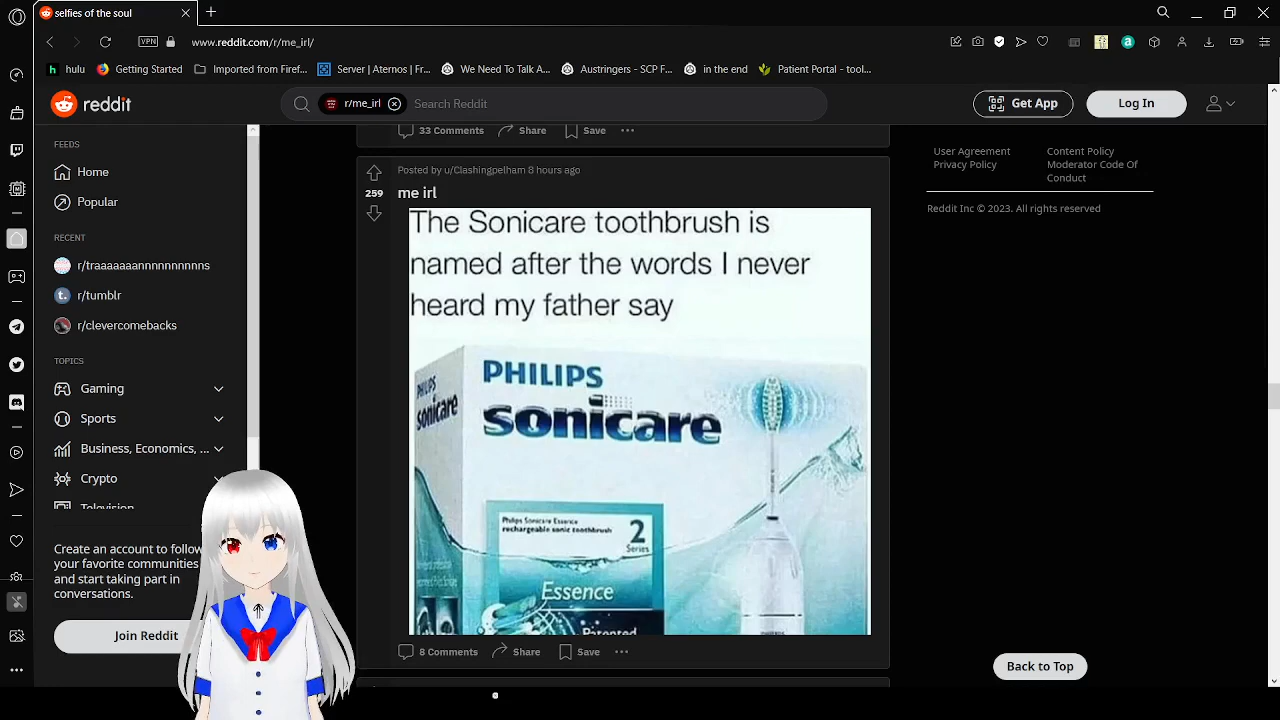 selfies of the soul
VPN
www.reddit.com/r/me_irl/
hulu
Getting Started
Imported from Firef...
Server | Aternos | Fr...
We Need To Talk A...
Austringers - SCP F...
in the end
Patient Portal - tool...
reddit
r/me_irl
Search Reddit
Get App
Log In
FEEDS
Home
Popular
RECENT
r/traaaaaaannnnnnnnnns
r/tumblr
r/clevercomebacks
TOPICS
Gaming
Sports
Business, Economics, ...
Crypto
Television
Create an account to follow
your favorite communities
and start taking part in
conversations.
Join Reddit
33 Comments
Share
Save
Posted by u/Clashingpelham 8 hours ago
259
me irl
The Sonicare toothbrush is
named after the words I never
heard my father say
PHILIPS
sonicare
PHILIPS
sonicare
Philips Sonicare Essence
rechargeable sonic toothbrush
2
Series
Essence
Patented
8 Comments
Share
Save
User Agreement
Privacy Policy
Content Policy
Moderator Code Of
Conduct
Reddit Inc © 2023. All rights reserved
Back to Top